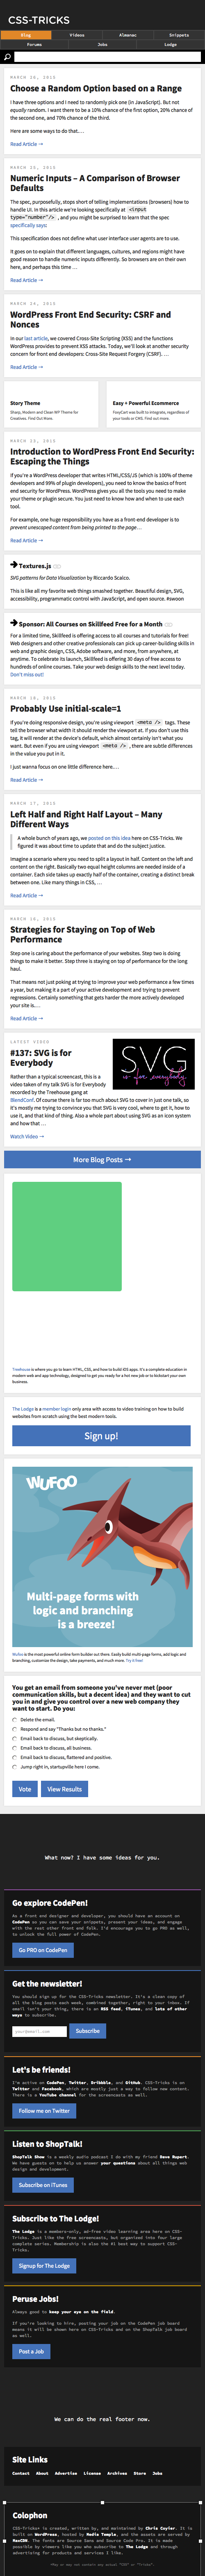 CSS-TRICKS
Blog
Videos
Almanac
Snippets
Forums
Jobs
Lodge
MARCH 26, 2015
Choose a Random Option based on a Range
I have three options and I need to randomly pick one (in JavaScript). But not
equally random. I want there to be a 10% chance of the first option, 20% chance of
the second one, and 70% chance of third.
Here are some ways to do that.…
Read Article →
MARCH 25, 2015
Numeric Inputs – A Comparison of Browser
Defaults
The spec, purposefully, stops short of telling implementations (browsers) how to
handle UI. In this article we're looking specifically at <input
type="number"/> , and you might be surprised to learn that the spec
specifically says:
This specification does not define what user interface user agents are to use.
It goes on to explain that different languages, cultures, and regions might have
good reason to handle numeric inputs differently. So browsers can do their own
here, and perhaps this time …
Read Article →
MARCH 24, 2015
WordPress Front End Security: CSRF and
Nonces
In our last article, we covered Cross-Site Scripting (XSS) and the functions
WordPress provides to prevent XSS attacks. Today, we'll look at another security
concern for front end developers: Cross-Site Request Forgery (CSRF). …
Read Article →
Story Theme
Sharp, Modern and Clean WP Theme for
Creatives. Find Out More.
Easy + Powerful Ecommerce
FoxyCart was built to integrate, regardless of
your tools or CMS. Find out more.
MARCH 23, 2015
Introduction to WordPress Front End Security:
Escaping the Things
If you're a WordPress developer who writes HTML/CSS/JS (which is 100% of theme
developers and 99% of plugin developers), you need to know the basics of front
end security for WordPress. WordPress gives you all the tools you need to make
your theme or plugin secure. You just need to know how and when to use each
tool.
For example, one huge responsibility you have as a front end developer is to
prevent unescaped content from being printed to the page …
Read Article →
Textures.js
SVG patterns for Data Visualization by Riccardo Scalco.
This is like all my favorite web things smashed together. Beautiful design, SVG,
accessibility, programmatic control with JavaScript, and open source. #swoon
Sponsor: All Courses on Skillfeed Free for a Month
For a limited time, Skillfeed is offering access to all courses and tutorials for free!
Web designers and other creative professionals can pick up career-building skills in
web and graphic design, CSS, Adobe software, and more, from anywhere, at
anytime. To celebrate its launch, Skillfeed is offering 30 days of free access to
thousands of online courses. Take your web design skills to the next level today.
Don't miss out!
MARCH 18, 2015
Probably Use initial-scale=1
If you're doing responsive design, you're using viewport <meta /> tags. These
tell the browser what width it should render the viewport at. If you don't use this
tag, it will render at some default, which almost certainly isn't what you
want. But even if you are using viewport <meta /> , there are subtle difference
in the value you put in.
I just wanna focus on one little difference here.…
Read Article →
MARCH 17, 2015
Left Half and Right Half Layout – Many
Different Ways
A whole bunch of years ago, we posted on this idea here on CSS-Tricks. We
figured it was about time to update that and do the subject justice.
Imagine a scenario where you need to split a layout in half. Content on the left and
content on the right. Basically two equal height columns are needed inside of a
container. Each side takes up exactly half of the container, creating a distinct break
between one. Like many things in CSS, …
Read Article →
MARCH 16, 2015
Strategies for Staying on Top of Web
Performance
Step one is caring about the performance of your websites. Step two is doing
things to make it better. Step three is staying on top of performance for the long
haul.
That means not just poking at trying to improve your web performance a few times
a year, but making it a part of your active development and trying to prevent
regressions. Certainly something that gets harder the more actively developed
your site is.…
Read Article →
LATEST VIDEO
#137: SVG is for
Everybody
Rather than a typical screencast, this is a
video taken of my talk SVG is for Everybody
recorded by the Treehouse gang at
BlendConf. Of course there is far too much about SVG to cover in just one talk, so
it's mostly me trying to convince you that SVG is very cool, where to get it, how to
use it, and that kind of thing. Also a whole part about using SVG as an icon system
and how that …
Watch Video →
SVG
is for everybody
More Blog Posts →
Treehouse is where you go to learn HTML, CSS, and how to build iOS apps. It's a complete education in
modern web and app technology, designed to get you ready for a hot new job or to kickstart your own
business.
The Lodge is a member login only area with access to video training on how to build
websites from scratch using the best modern tools.
Sign up!
WUFOO
Multi-page forms with
logic and branching
is a breeze!
Wufoo is the most powerful online form builder out there. Easily build multi-page forms, add logic and
branching, customize the design, take payments, and much more. Try it free!
You get an email from someone you've never met (poor
communication skills, but a decent idea) and they want to cut
you in and give you control over a new web company they
want to start. Do you:
Delete the email.
Respond and say "Thanks but no thanks."
Email back to discuss, but skeptically.
Email back to discuss, all business.
Email back to discuss, flattered and positive.
Jump right in, startupville here I come.
Vote
View Results
What now? I have some ideas for you.
Go explore CodePen!
As a front end designer and developer, you should have an account on
CodePen so you can save your snippets, present your ideas, and engage
with the rest other front end folk. I'd encourage you to go PRO as well,
to unlock the full power of CodePen.
Go PRO on CodePen
Get the newsletter!
You should sign up for the CSS-Tricks newsletter. It's a clean copy of
all the blog posts each week, combined together, right to your inbox. If
email isn't your thing, there is an RSS feed, iTunes, and lots of other
ways to subscribe.
your@email.com
Subscribe
Let's be friends!
I'm active on CodePen, Twitter, Dribbble, and GitHub. CSS-Tricks is on
Twitter and Facebook, which are mostly just a way to follow new content.
There is a YouTube channel for the screencasts as well.
Follow me on Twitter
Listen to ShopTalk!
ShopTalk Show is a weekly audio podcast I do with my friend Dave Rupert.
We have guests on to help us answer your questions about all things web
design and development.
Subscribe on iTunes
Subscribe to The Lodge!
The Lodge is a members-only, ad-free video learning area here on CSS-
Tricks. Just like the free screencasts, but organized into four large
complete series. Membership is also the #1 best way to support CSS-
Tricks.
Signup for The Lodge
Peruse Jobs!
Always good to keep your eye on the field.
If you're looking to hire, posting your job on the CodePen job board
means it will be shown here on CSS-Tricks and on the ShopTalk job board
as well.
Post a Job
We can do the real footer now.
Site Links
Contact About Advertise License Archives Store Jobs
Colophon
CSS-Tricks* is created, written by, and maintained by Chris Coyier. It is
built on WordPress, hosted by Media Temple, and the assets are served by
MaxCDN. The fonts are Source Sans and Source Code Pro. It is made
possible by viewers like you who subscribe to The Lodge and through
advertising for products and services I like.
*May or may not contain any actual "CSS" or "Tricks".